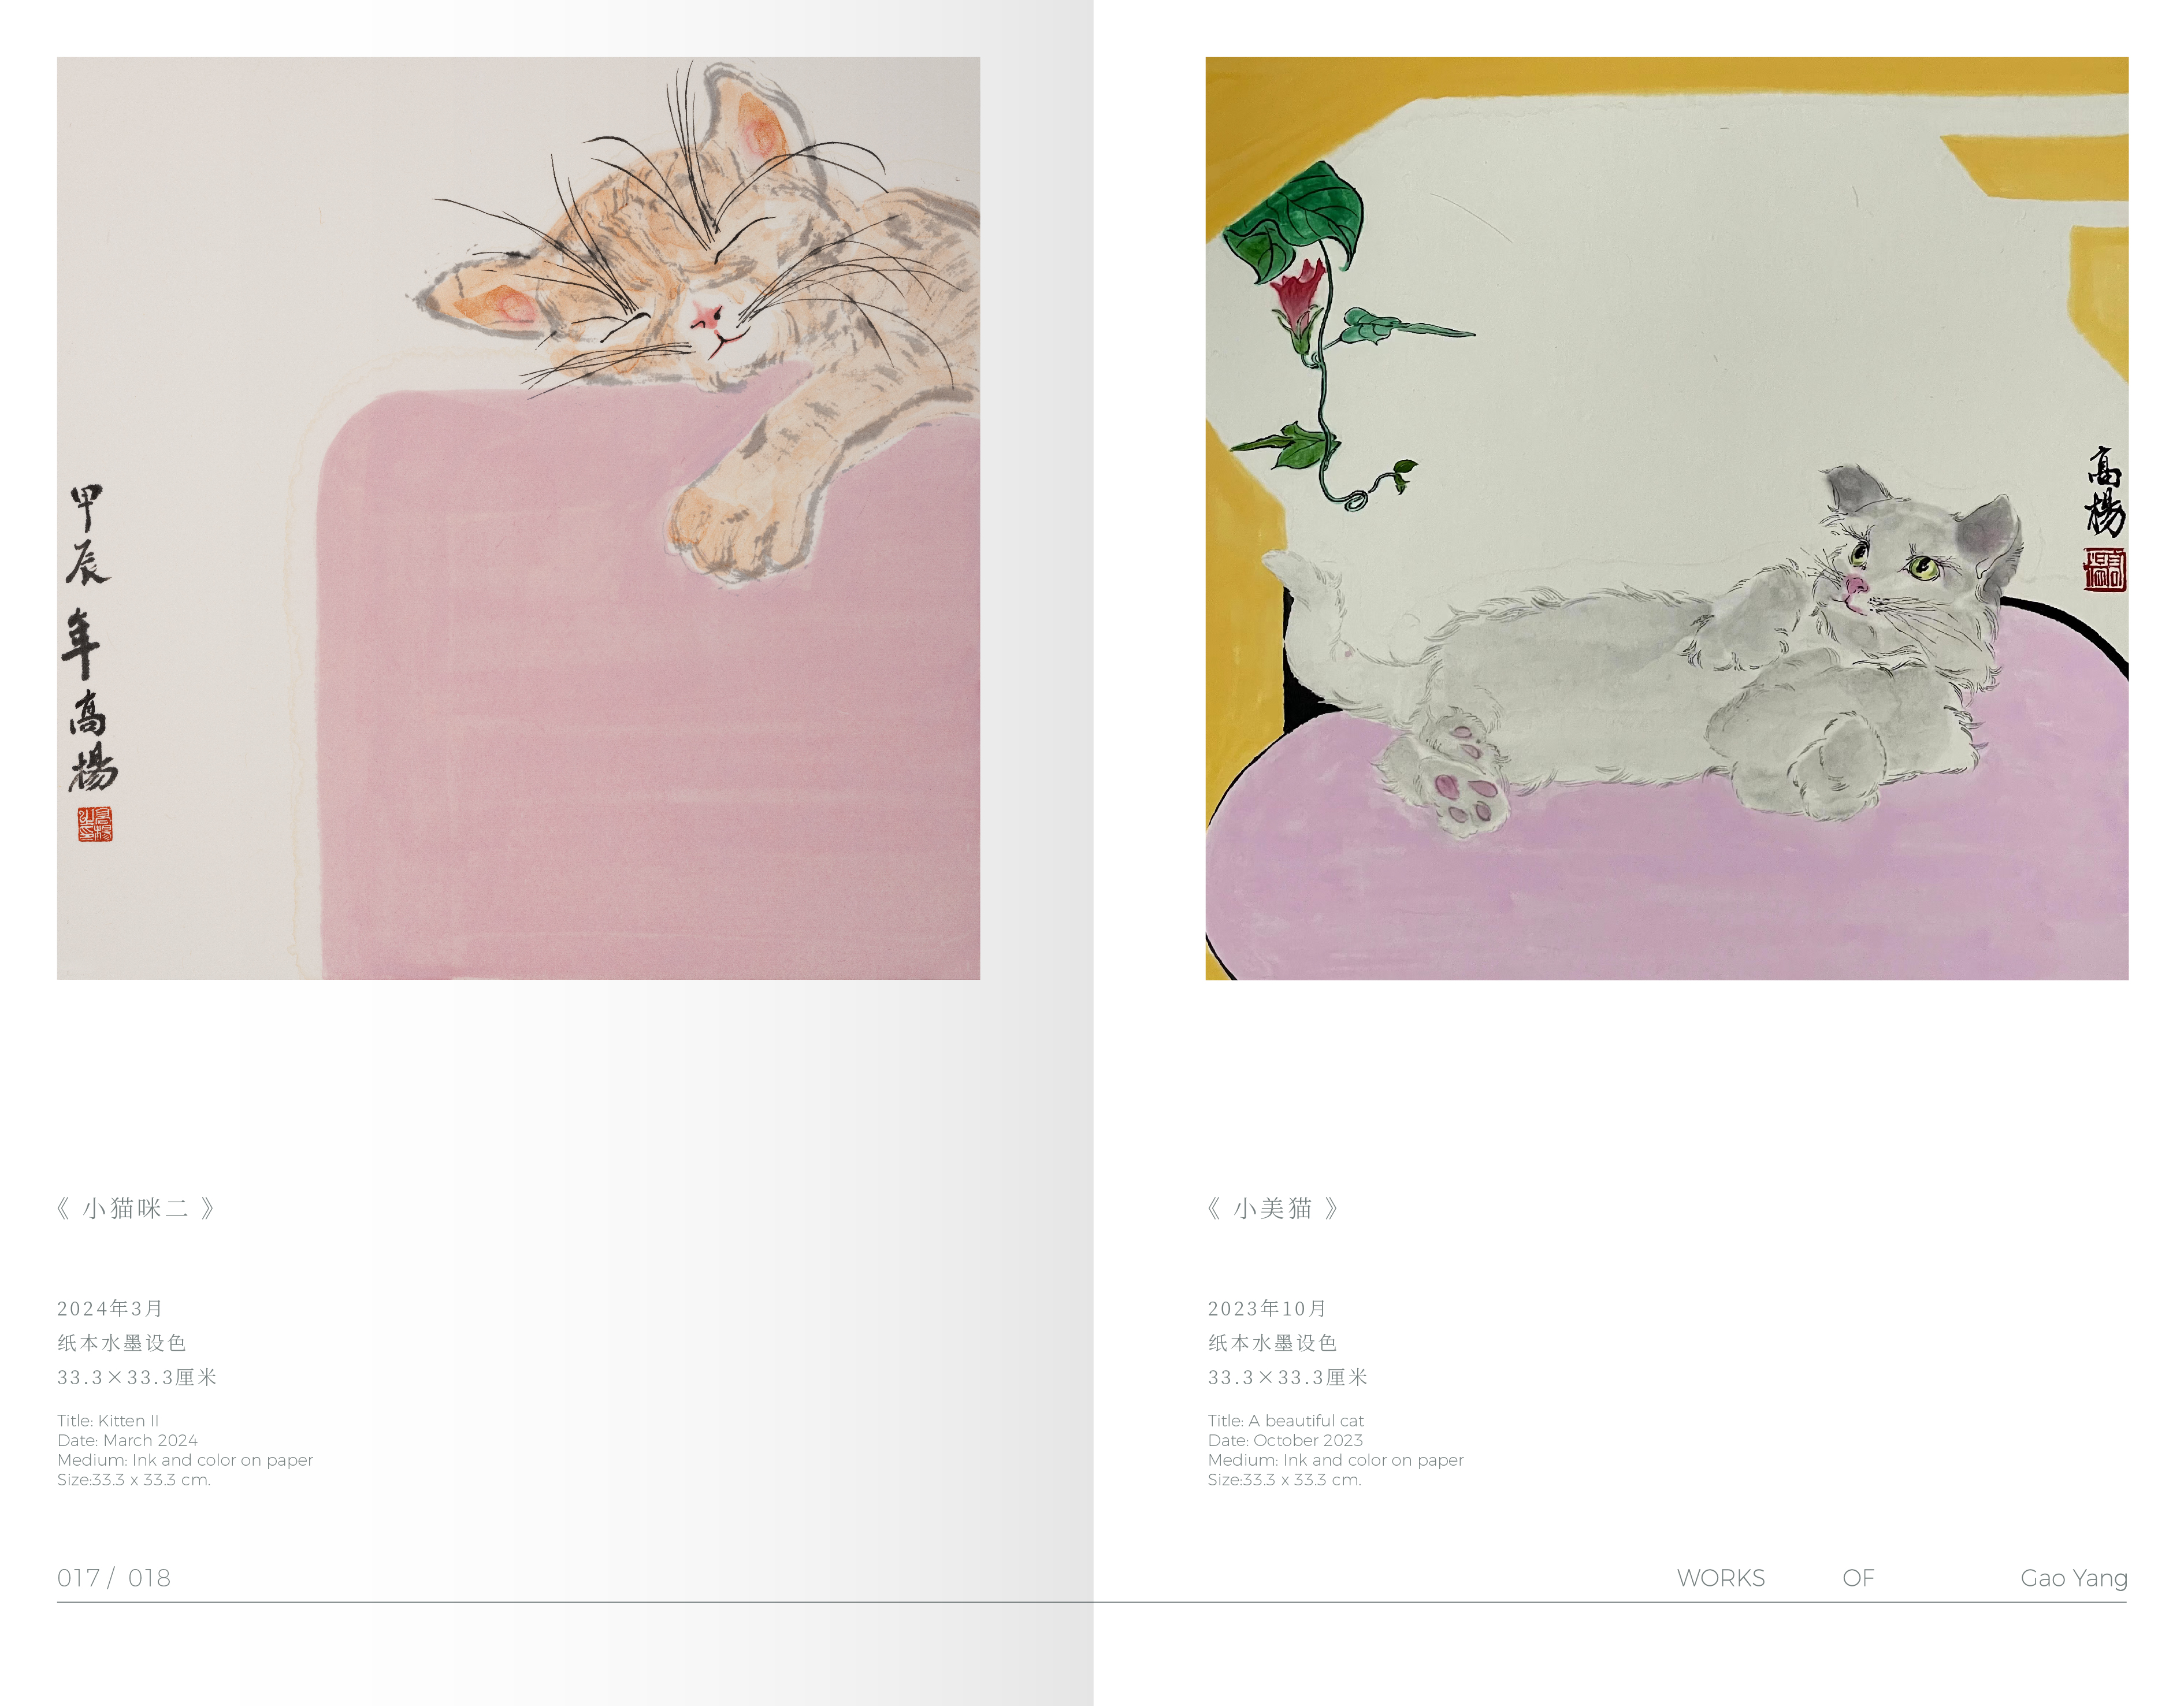 甲辰年高楊
《 小猫咪二 》
2024年3月
纸本水墨设色
33.3×33.3厘米
Title: Kitten II
Date: March 2024
Medium: Ink and color on paper
Size:33.3 x 33.3 cm.
017 / 018
高楊
《 小美猫 》
2023年10月
纸本水墨设色
33.3×33.3厘米
Title: A beautiful cat
Date: October 2023
Medium: Ink and color on paper
Size:33.3 x 33.3 cm.
WORKS OF Gao Yang